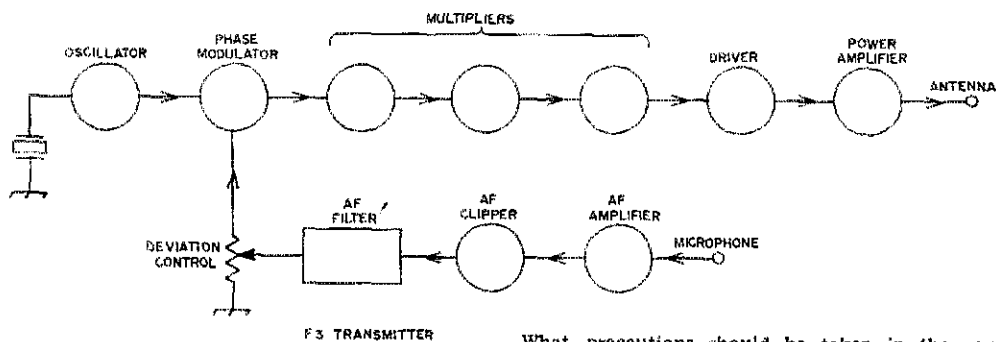 MULTIPLIERS
OSCILLATOR
PHASE
MODULATOR
DRIVER
POWER
AMPLIFIER
ANTENNA
AF
FILTER
AF
CLIPPER
AF
AMPLIFIER
MICROPHONE
DEVIATION
CONTROL
F3 TRANSMITTER
What precautions should be taken in the